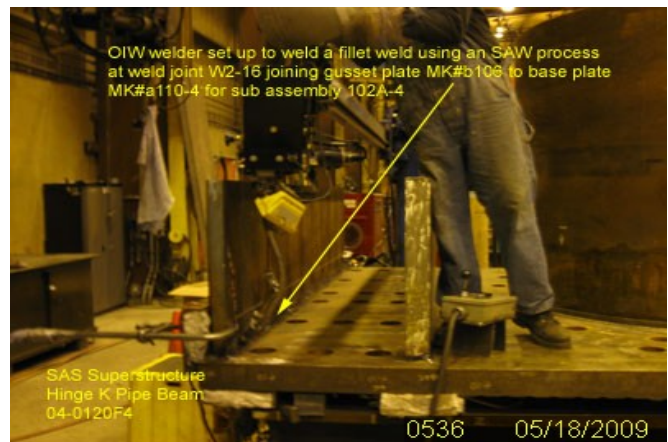 OIW welder set up to weld a fillet weld using an SAW process
at weld joint W2-16 joining gusset plate MK#b106 to base plate
MK#a110-4 for sub assembly 102A-4
SAS Superstructure
Hinge K Pipe Beam
04-0120F4
0536 05/18/2009